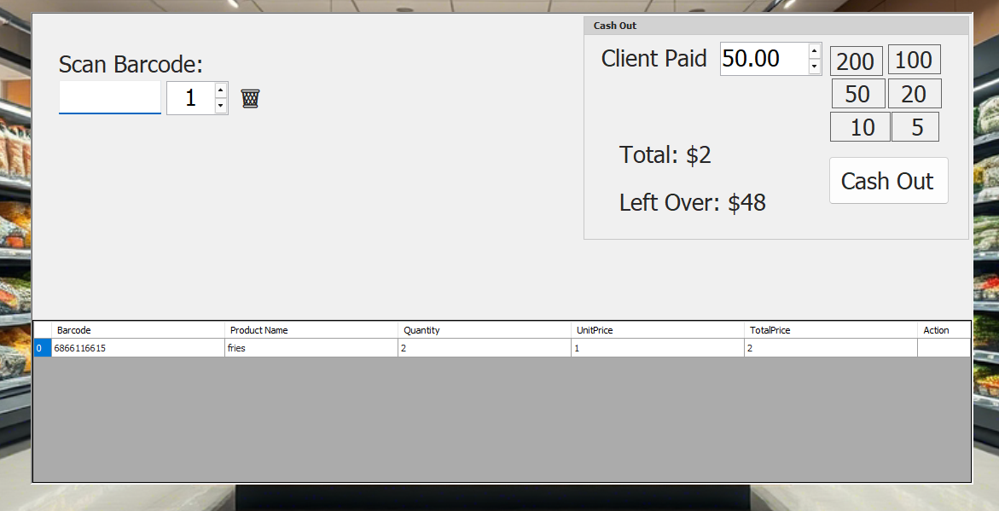 Cash Out
Scan Barcode:
1
Client Paid 50.00
200 100
50 20
10 5
Total: $2
Cash Out
Left Over: $48
Barcode Product Name Quantity UnitPrice TotalPrice Action
0 6866116615 fries 2 1 2